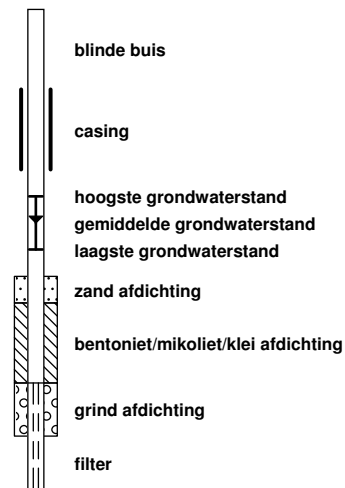 blinde buis
casing
hoogste grondwaterstand
gemiddelde grondwaterstand
laagste grondwaterstand
zand afdichting
bentoniet/mikoliet/klei afdichting
grind afdichting
filter